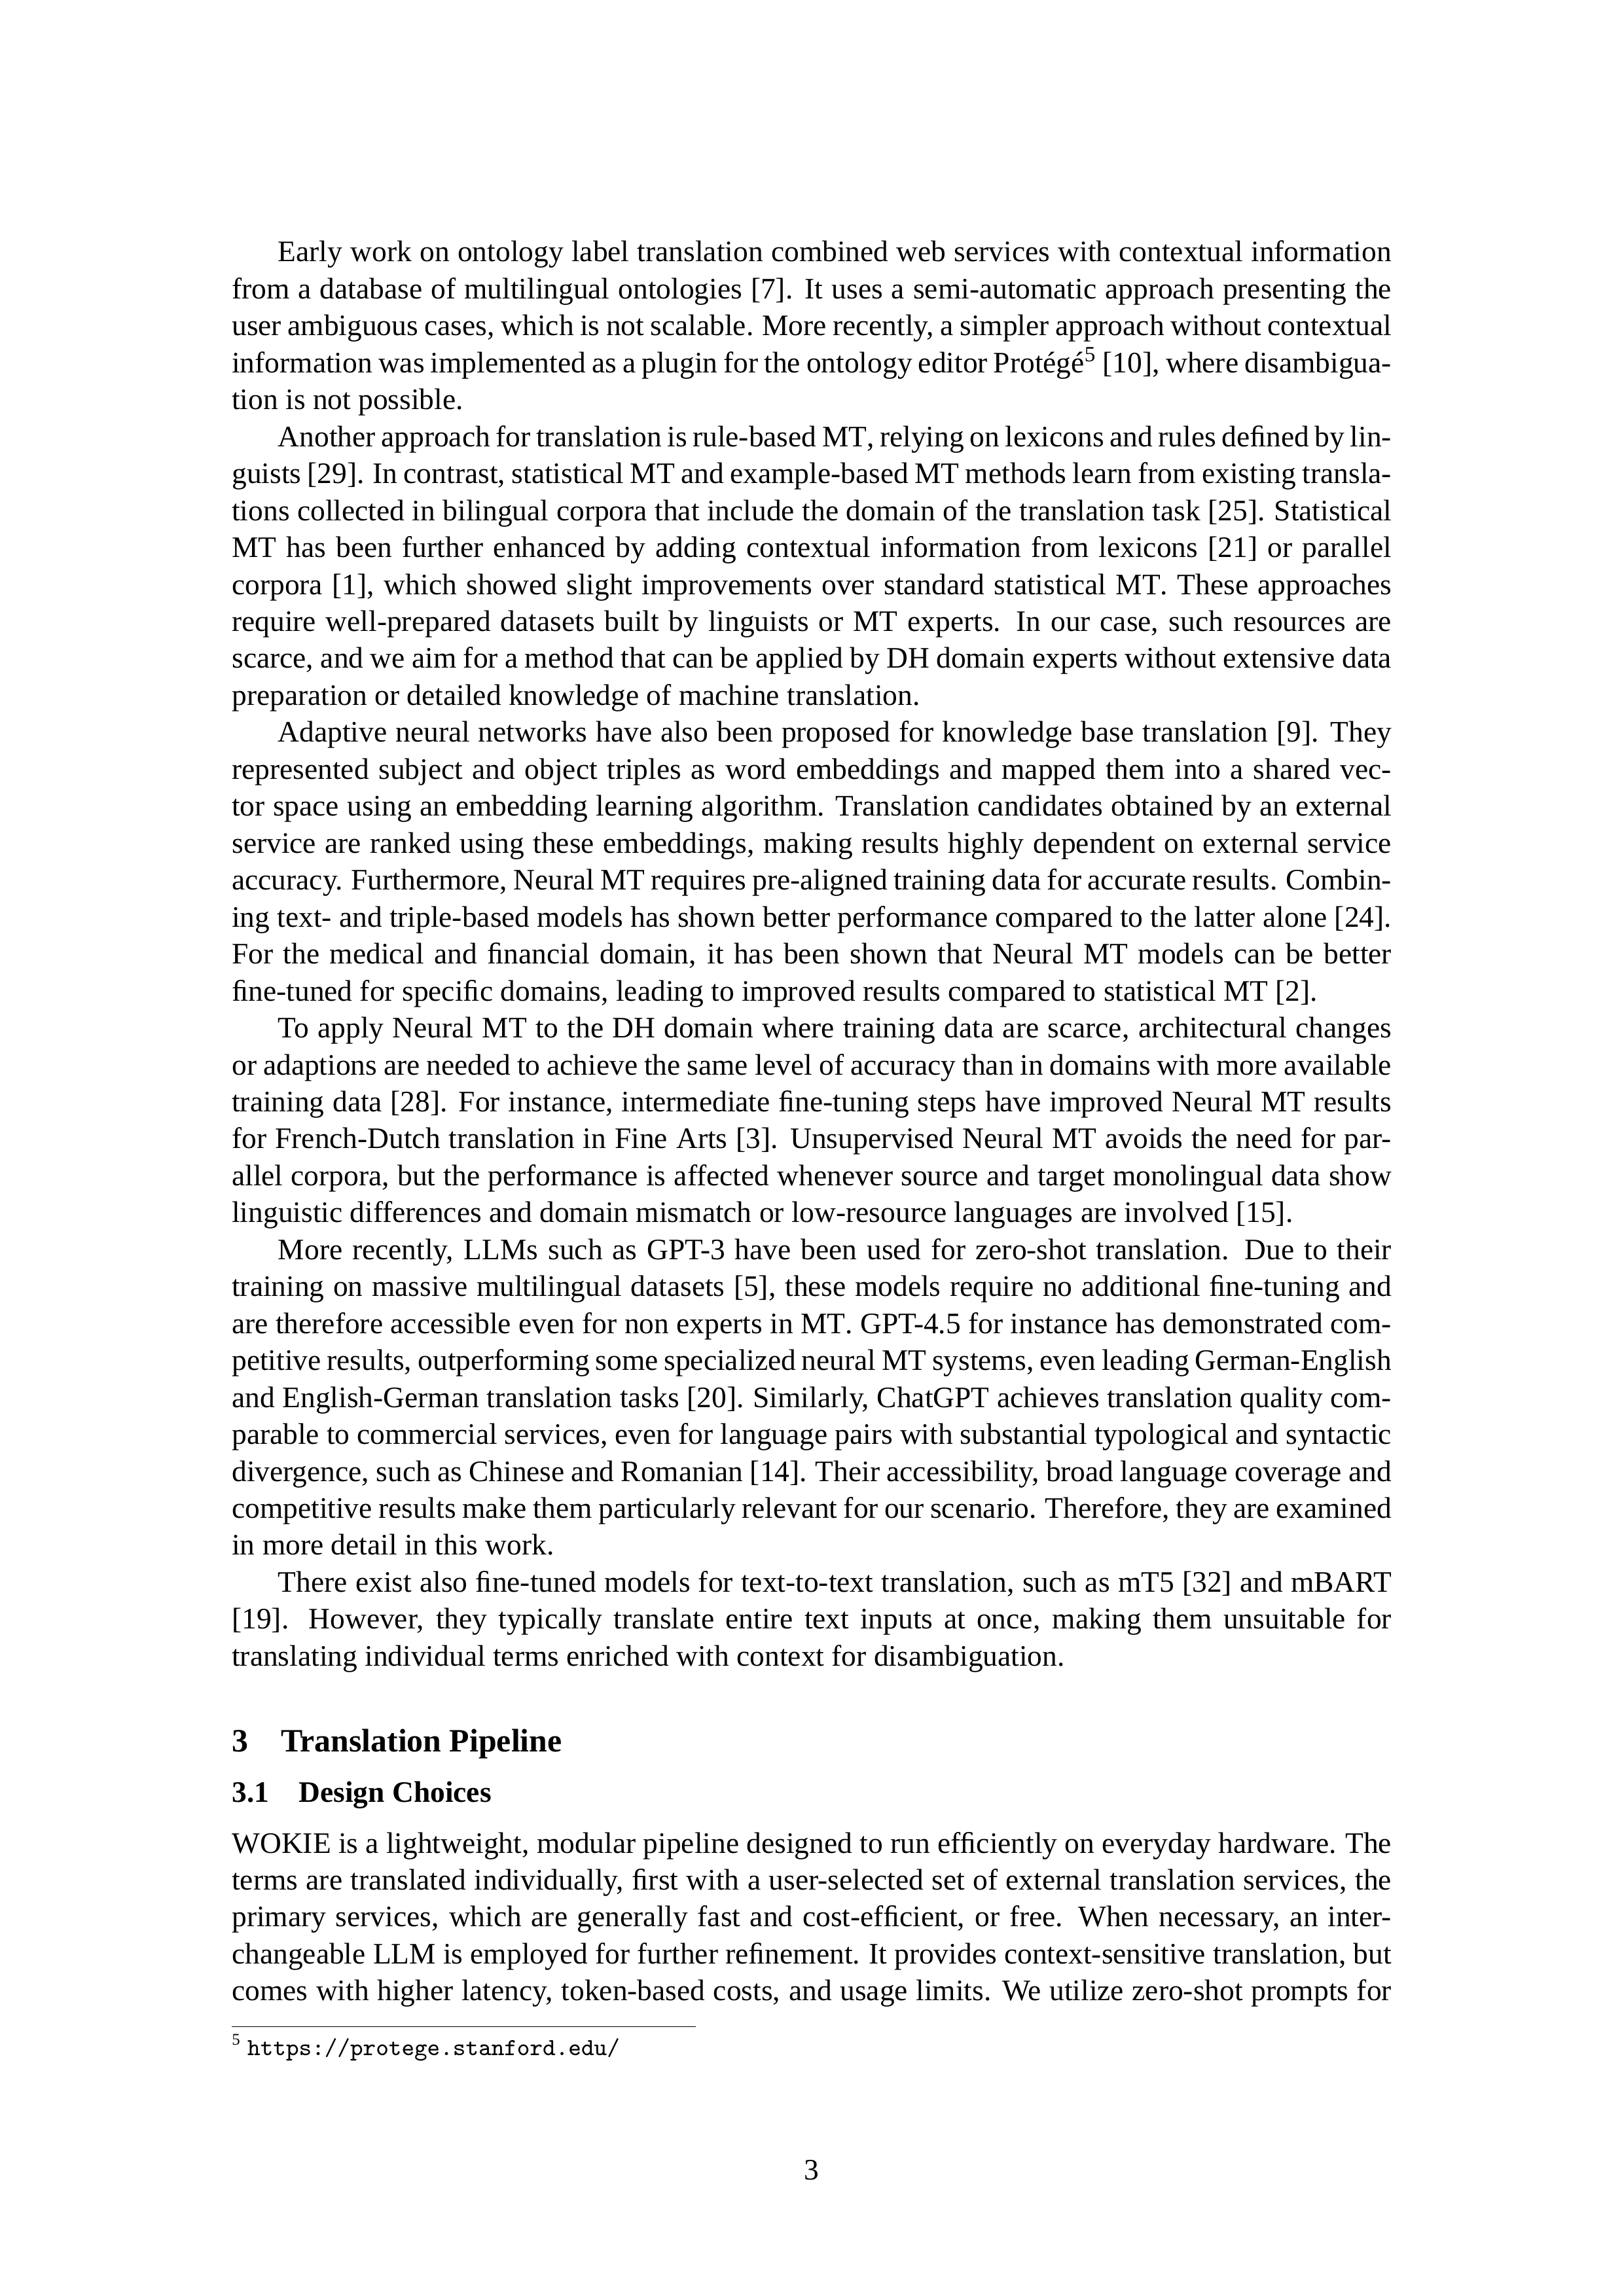 Early work on ontology label translation combined web services with contextual information
from a database of multilingual ontologies [7]. It uses a semi-automatic approach presenting the
user ambiguous cases, which is not scalable. More recently, a simpler approach without contextual
information was implemented as a plugin for the ontology editor Protégé5 [10], where disambigua-
tion is not possible.
Another approach for translation is rule-based MT, relying on lexicons and rules defined by lin-
guists [29]. In contrast, statistical MT and example-based MT methods learn from existing transla-
tions collected in bilingual corpora that include the domain of the translation task [25]. Statistical
MT has been further enhanced by adding contextual information from lexicons [21] or parallel
corpora [1], which showed slight improvements over standard statistical MT. These approaches
require well-prepared datasets built by linguists or MT experts. In our case, such resources are
scarce, and we aim for a method that can be applied by DH domain experts without extensive data
preparation or detailed knowledge of machine translation.
Adaptive neural networks have also been proposed for knowledge base translation [9]. They
represented subject and object triples as word embeddings and mapped them into a shared vec-
tor space using an embedding learning algorithm. Translation candidates obtained by an external
service are ranked using these embeddings, making results highly dependent on external service
accuracy. Furthermore, Neural MT requires pre-aligned training data for accurate results. Combin-
ing text- and triple-based models has shown better performance compared to the latter alone [24].
For the medical and financial domain, it has been shown that Neural MT models can be better
fine-tuned for specific domains, leading to improved results compared to statistical MT [2].
To apply Neural MT to the DH domain where training data are scarce, architectural changes
or adaptions are needed to achieve the same level of accuracy than in domains with more available
training data [28]. For instance, intermediate fine-tuning steps have improved Neural MT results
for French-Dutch translation in Fine Arts [3]. Unsupervised Neural MT avoids the need for par-
allel corpora, but the performance is affected whenever source and target monolingual data show
linguistic differences and domain mismatch or low-resource languages are involved [15].
More recently, LLMs such as GPT-3 have been used for zero-shot translation. Due to their
training on massive multilingual datasets [5], these models require no additional fine-tuning and
are therefore accessible even for non experts in MT. GPT-4.5 for instance has demonstrated com-
petitive results, outperforming some specialized neural MT systems, even leading German-English
and English-German translation tasks [20]. Similarly, ChatGPT achieves translation quality com-
parable to commercial services, even for language pairs with substantial typological and syntactic
divergence, such as Chinese and Romanian [14]. Their accessibility, broad language coverage and
competitive results make them particularly relevant for our scenario. Therefore, they are examined
in more detail in this work.
There exist also fine-tuned models for text-to-text translation, such as mT5 [32] and mBART
[19]. However, they typically translate entire text inputs at once, making them unsuitable for
translating individual terms enriched with context for disambiguation.
3 Translation Pipeline
3.1 Design Choices
WOKIE is a lightweight, modular pipeline designed to run efficiently on everyday hardware. The
terms are translated individually, first with a user-selected set of external translation services, the
primary services, which are generally fast and cost-efficient, or free. When necessary, an inter-
changeable LLM is employed for further refinement. It provides context-sensitive translation, but
comes with higher latency, token-based costs, and usage limits. We utilize zero-shot prompts for
5 https://protege.stanford.edu/
3